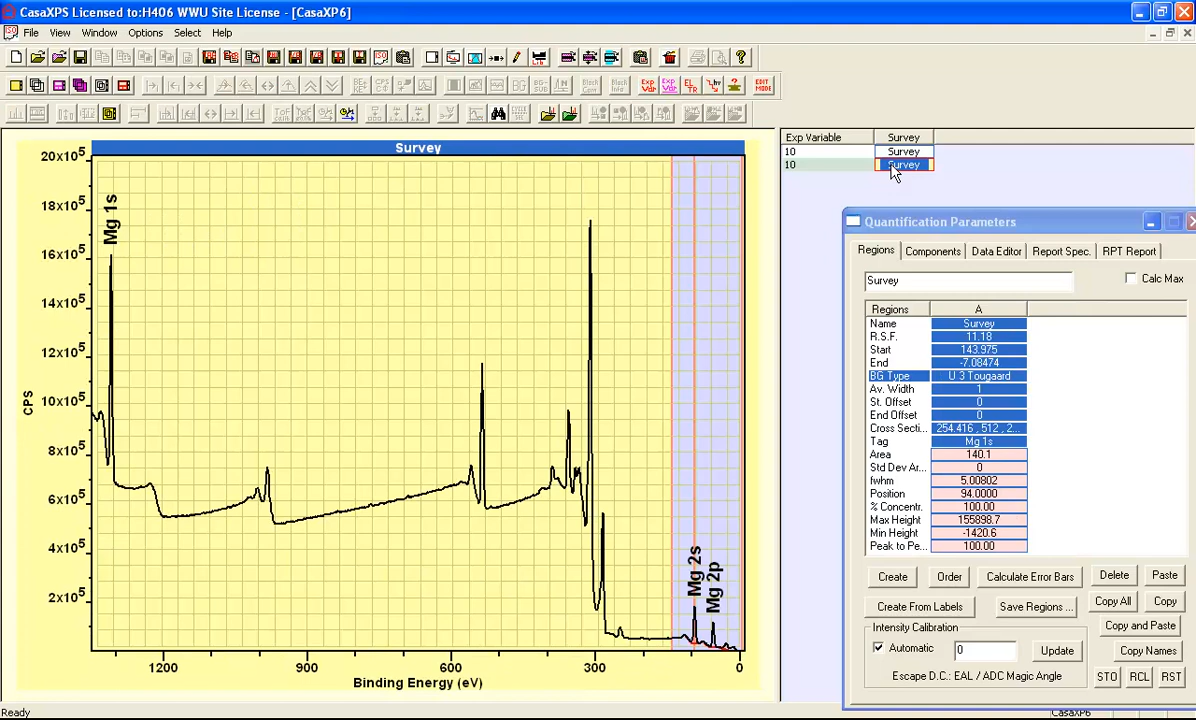 CasaXPS Licensed to:H406 WWU Site License - [CasaXP6]
File View Window Options Select Help
Survey
20x10⁵
18x10⁵
16x10⁵
14x10⁵
12x10⁵
10x10⁵
8x10⁵
6x10⁵
4x10⁵
2x10⁵
CPS
Mg 1s
Mg 2s
Mg 2p
1200 900 600 300 0
Binding Energy (eV)
Exp Variable Survey
10 Survey
10 Survey
Quantification Parameters
Regions Components Data Editor Report Spec. RPT Report
Survey Calc Max
Regions A
Name Survey
R.S.F. 11.18
Start 143.975
End -7.08474
BG Type U 3 Tougaard
Av. Width 1
St. Offset 0
End Offset 0
Cross Secti... 254.416 , 512 , 2...
Tag Mg 1s
Area 140.1
Std Dev Ar... 0
fwhm 5.00802
Position 94.0000
% Concentr. 100.00
Max Height 155898.7
Min Height -1420.6
Peak to Pe... 100.00
Create Order Calculate Error Bars Delete Paste
Create From Labels Save Regions ... Copy All Copy
Intensity Calibration Copy and Paste
Automatic 0 Update Copy Names
Escape D.C.: EAL / ADC Magic Angle STO RCL RST
Ready CasaXP6